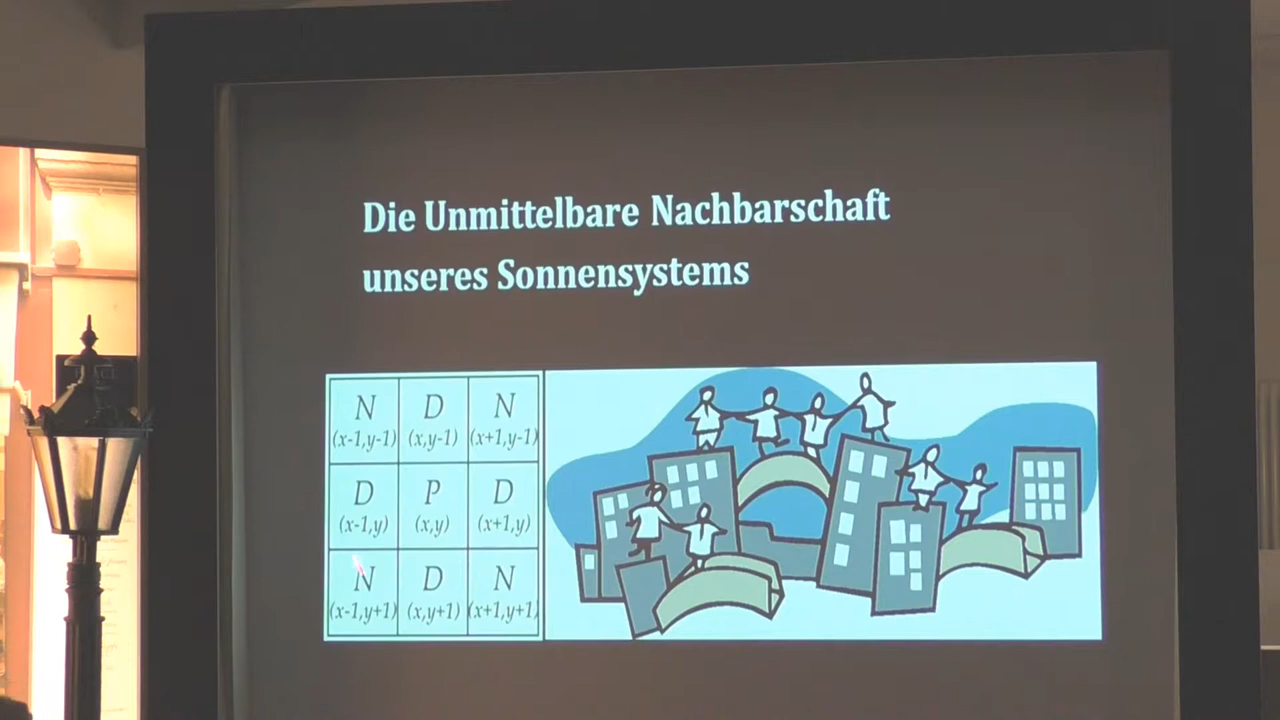 Die Unmittelbare Nachbarschaft
unseres Sonnensystems
N D N
(x-1,y-1) (x,y-1) (x+1,y-1)
D P D
(x-1,y) (x,y) (x+1,y)
N D N
(x-1,y+1) (x,y+1) (x+1,y+1)